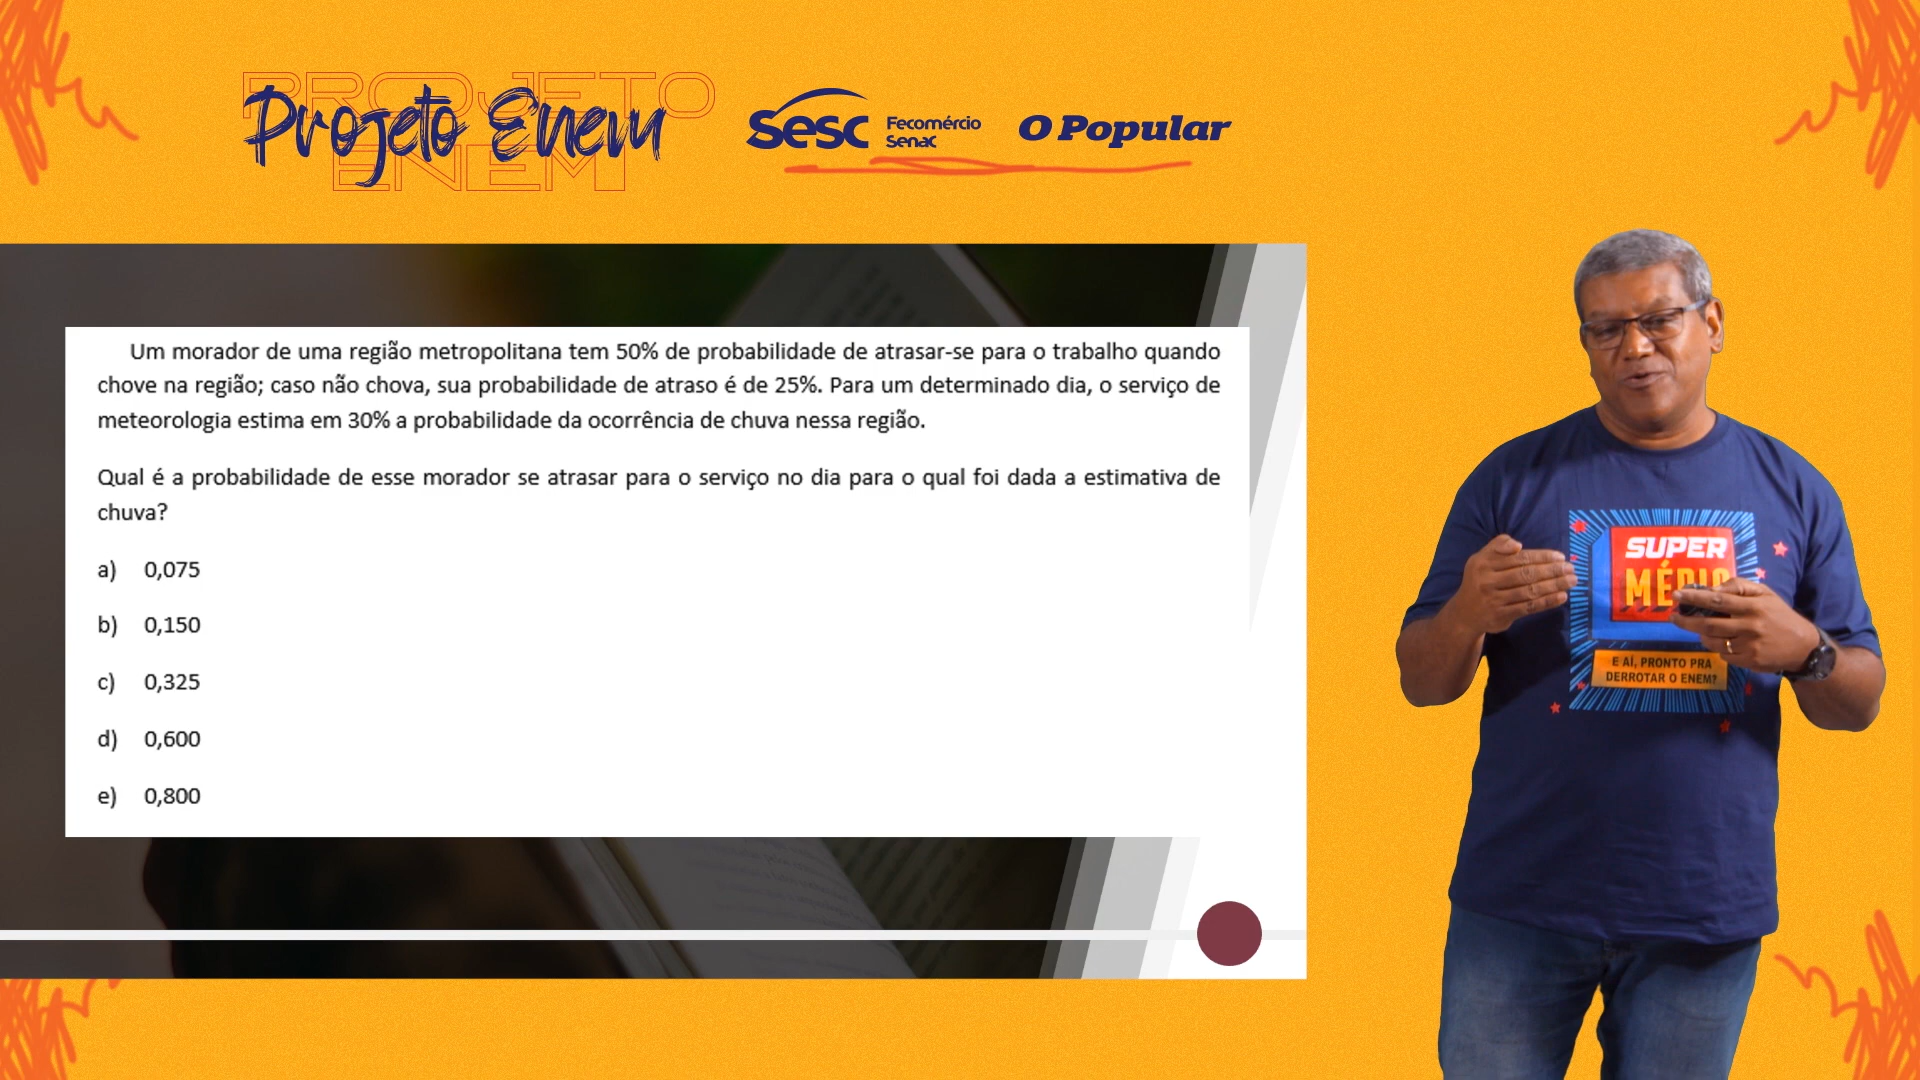 PROJETO
Projeto Enem
ENEM
Sesc
Fecomércio
Senac
O Popular
Um morador de uma região metropolitana tem 50% de probabilidade de atrasar-se para o trabalho quando
chove na região; caso não chova, sua probabilidade de atraso é de 25%. Para um determinado dia, o serviço de
meteorologia estima em 30% a probabilidade da ocorrência de chuva nessa região.
Qual é a probabilidade de esse morador se atrasar para o serviço no dia para o qual foi dada a estimativa de
chuva?
a) 0,075
b) 0,150
c) 0,325
d) 0,600
e) 0,800
SUPER
MÉDIO
E AÍ, PRONTO PRA
DERROTAR O ENEM?